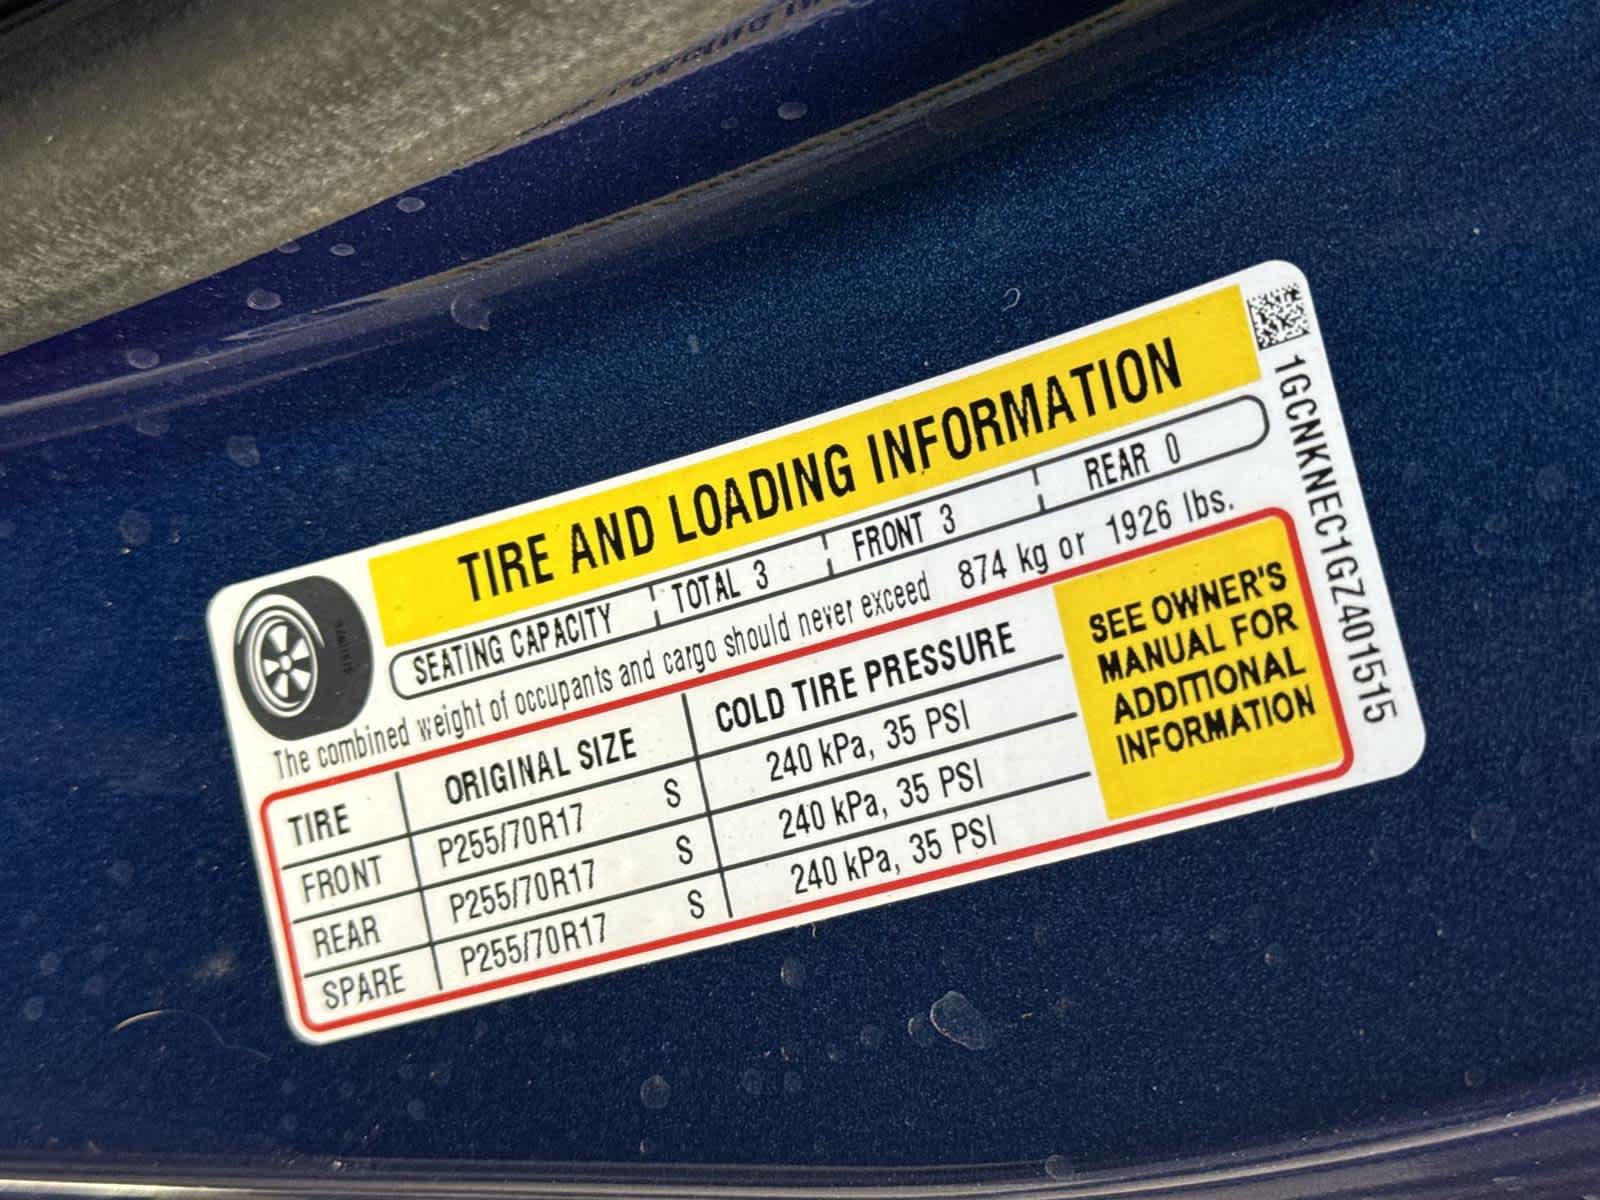 TIRE AND LOADING INFORMATION
SEATING CAPACITY TOTAL 3 FRONT 3 REAR 0
The combined weight of occupants and cargo should never exceed 874 kg or 1926 lbs.
TIRE ORIGINAL SIZE COLD TIRE PRESSURE
FRONT P255/70R17 S 240 kPa, 35 PSI
REAR P255/70R17 S 240 kPa, 35 PSI
SPARE P255/70R17 S 240 kPa, 35 PSI
SEE OWNER'S
MANUAL FOR
ADDITIONAL
INFORMATION
1GCNKNEC1GZ401515